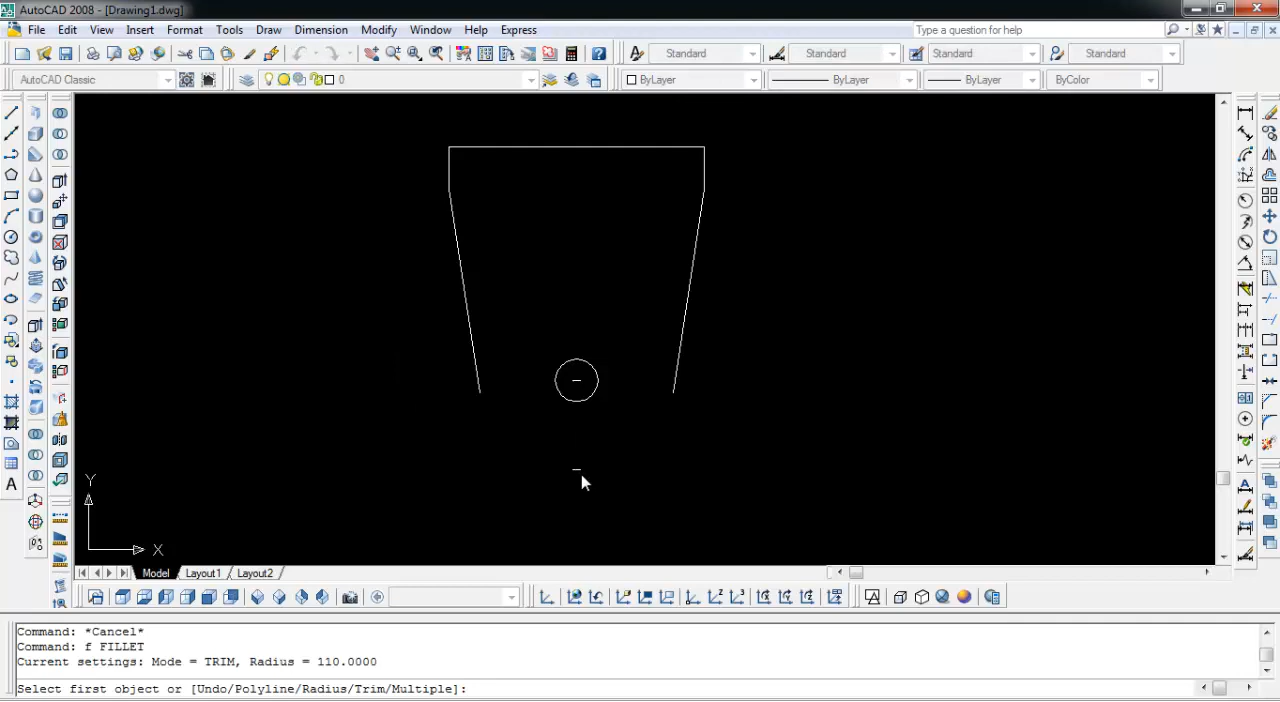 AutoCAD 2008 - [Drawing1.dwg]
File Edit View Insert Format Tools Draw Dimension Modify Window Help Express
Type a question for help
Standard Standard Standard Standard
AutoCAD Classic 0 ByLayer ByLayer ByLayer ByColor
A
Y
X
Model Layout1 Layout2
Command: *Cancel*
Command: f FILLET
Current settings: Mode = TRIM, Radius = 110.0000
Select first object or [Undo/Polyline/Radius/Trim/Multiple]: